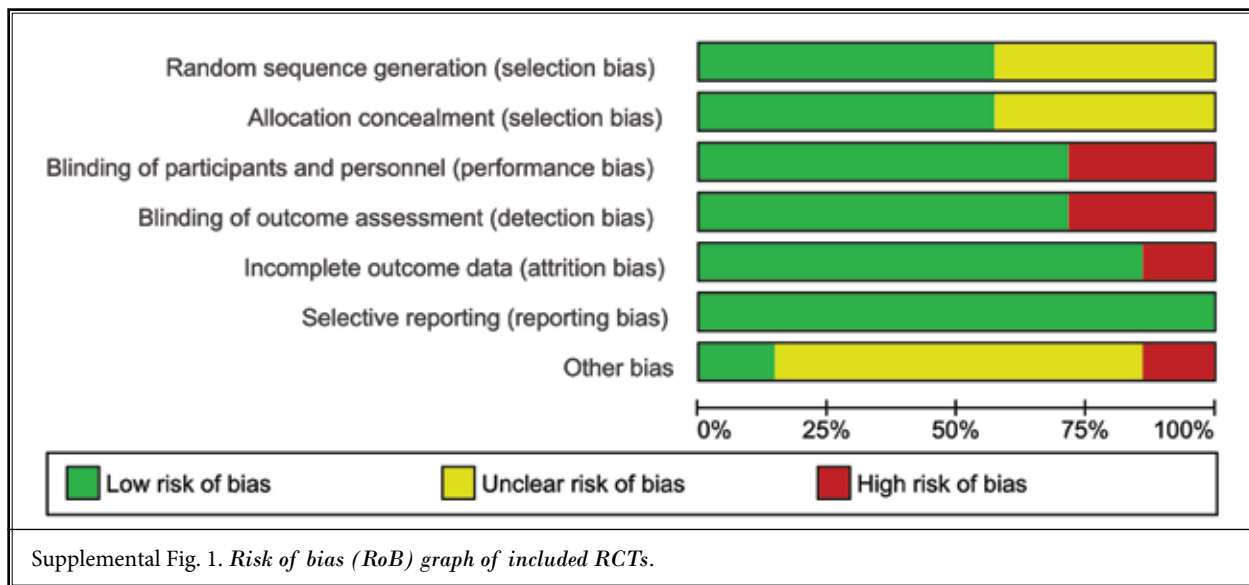 Random sequence generation (selection bias)
Allocation concealment (selection bias)
Blinding of participants and personnel (performance bias)
Blinding of outcome assessment (detection bias)
Incomplete outcome data (attrition bias)
Selective reporting (reporting bias)
Other bias
0% 25% 50% 75% 100%
Low risk of bias Unclear risk of bias High risk of bias
Supplemental Fig. 1. Risk of bias (RoB) graph of included RCTs.